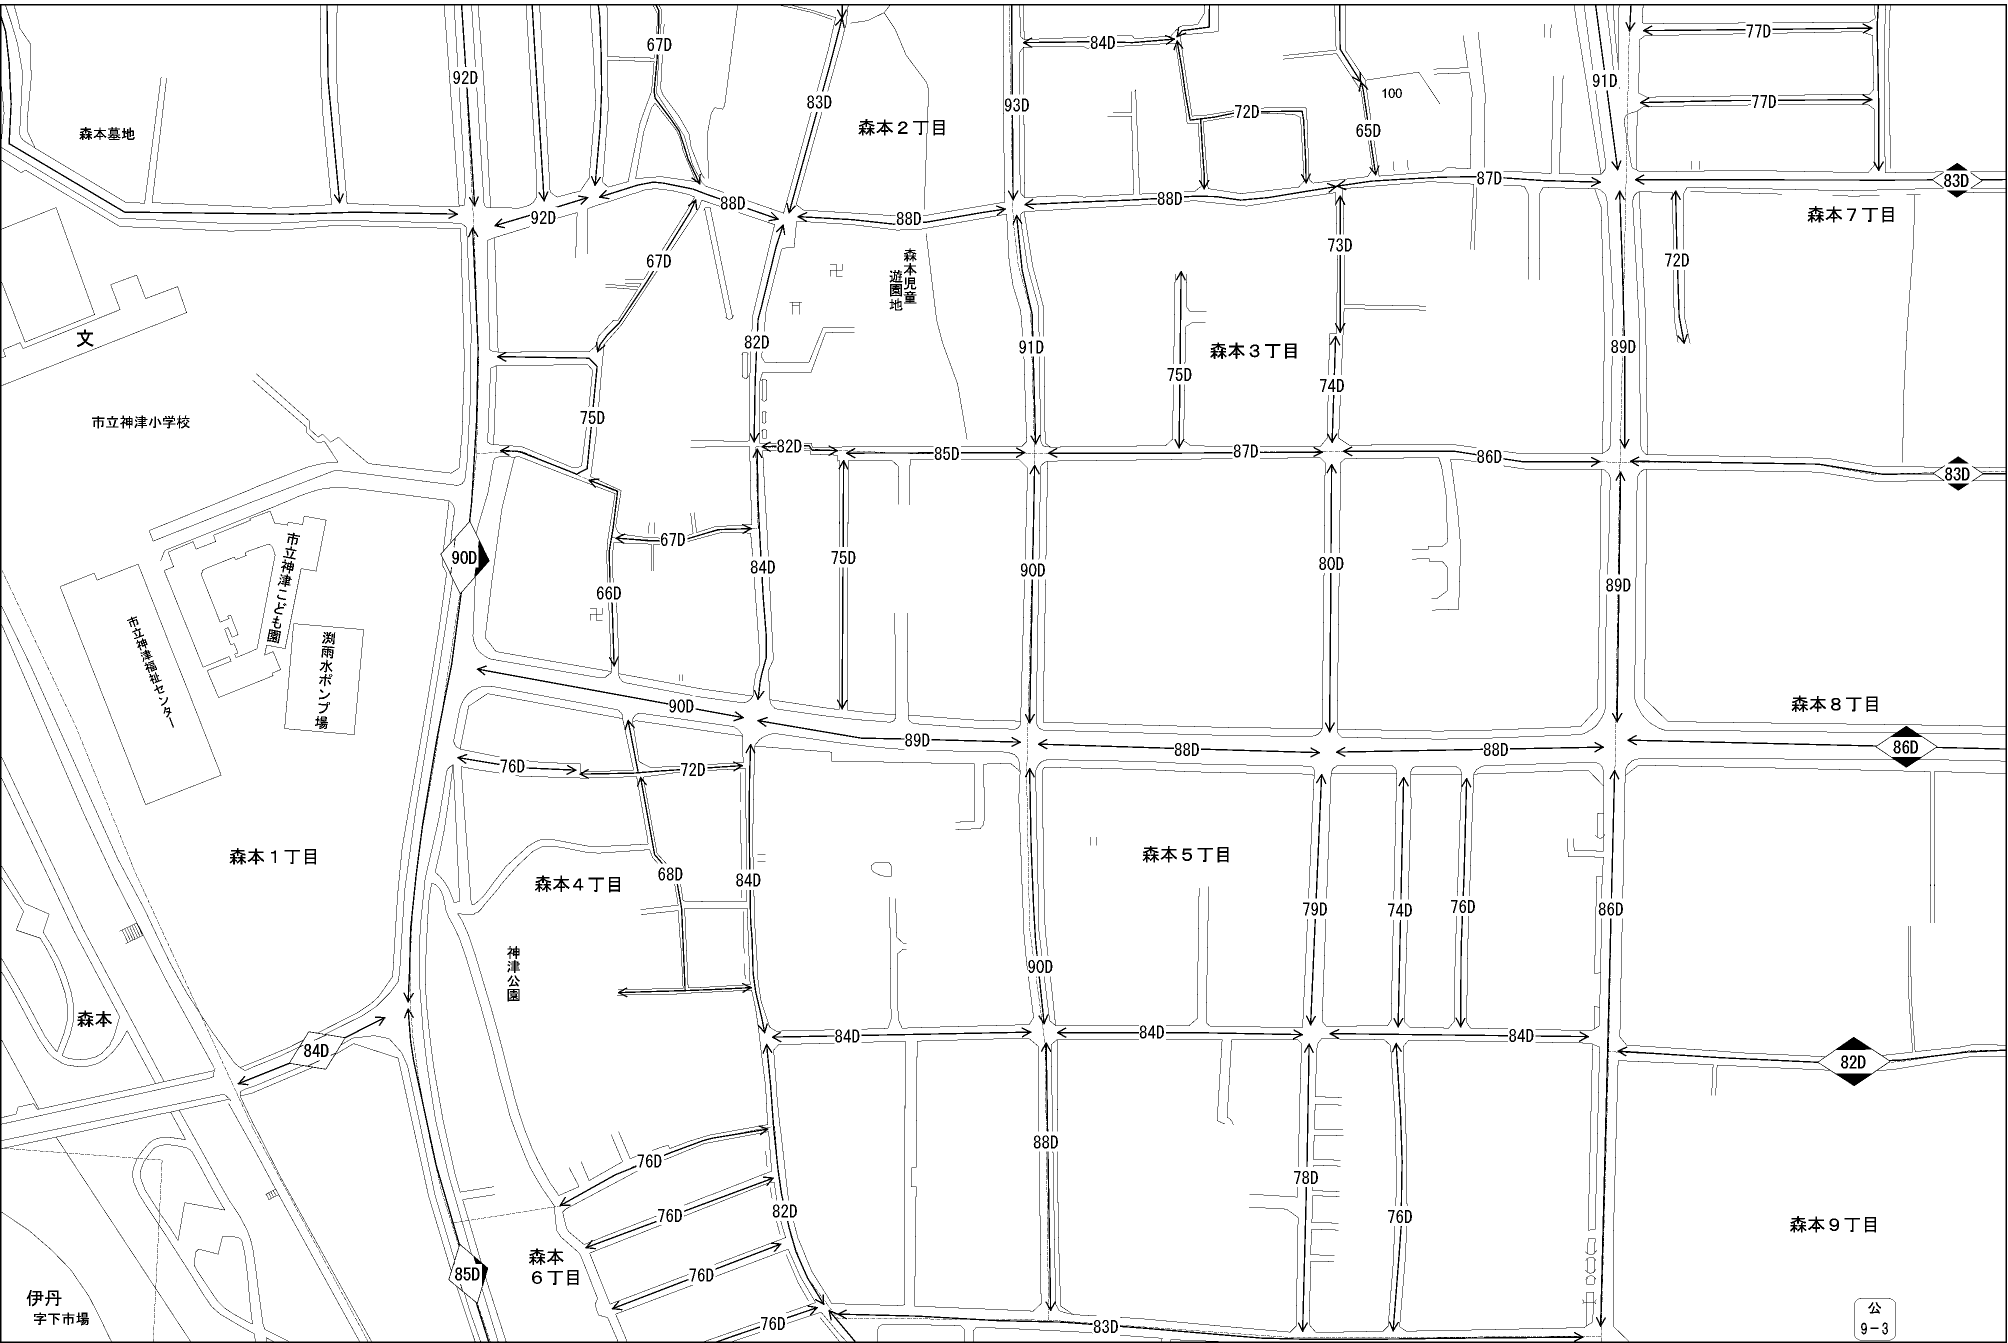 67D
84D
77D
92D
91D
83D
93D
100
77D
72D
森本墓地
森本２丁目
65D
87D
83D
88D
88D
88D
92D
森本７丁目
73D
67D
72D
森本児童
遊園地
文
82D
91D
森本３丁目
89D
75D
74D
市立神津小学校
75D
82D
85D
87D
86D
83D
67D
90D
84D
75D
90D
80D
89D
66D
市立神津こども園
市立神津福祉センター
渕雨水ポンプ場
90D
森本８丁目
89D
88D
88D
86D
76D
72D
森本１丁目
森本４丁目
68D
84D
森本５丁目
79D
74D
76D
86D
神津公園
90D
森本
84D
84D
84D
84D
82D
88D
76D
78D
76D
76D
82D
森本９丁目
森本
６丁目
85D
76D
伊丹
字下市場
76D
83D
公
9－3